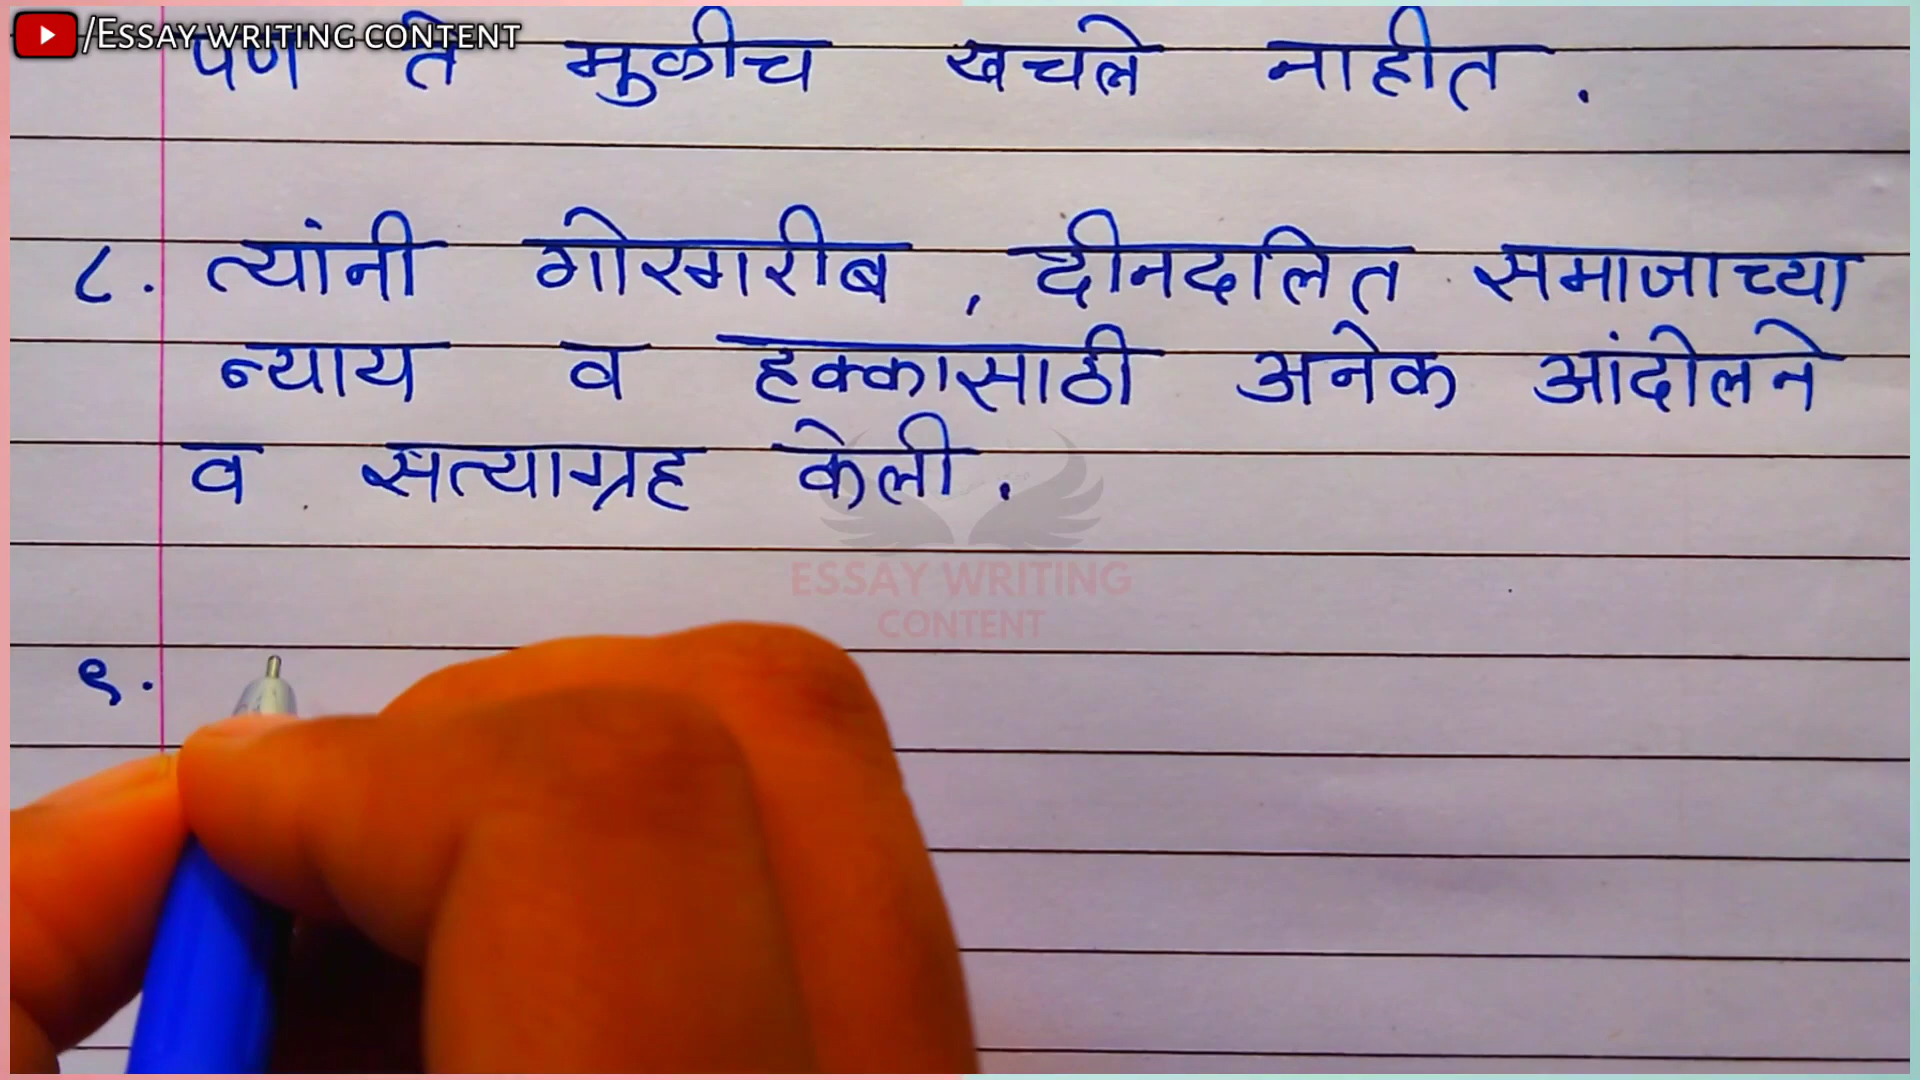 /ESSAY WRITING CONTENT
पण ते मुळीच खचले नाहीत .
८. त्यांनी गोरगरीब , दीनदलित समाजाच्या
न्याय व हक्कासाठी अनेक आंदोलने
व सत्याग्रह केली .
ESSAY WRITING
CONTENT
९.